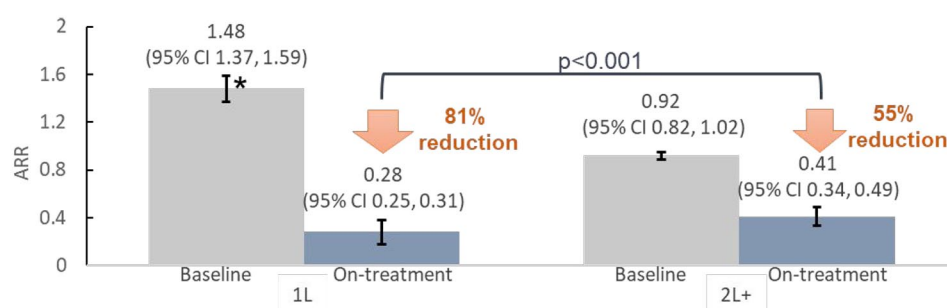 2
1.6
1.2
0.8
0.4
0
ARR
1.48
(95% CI 1.37, 1.59)
*
81%
reduction
0.28
(95% CI 0.25, 0.31)
p<0.001
0.92
(95% CI 0.82, 1.02)
55%
reduction
0.41
(95% CI 0.34, 0.49)
Baseline
On-treatment
Baseline
On-treatment
1L
2L+